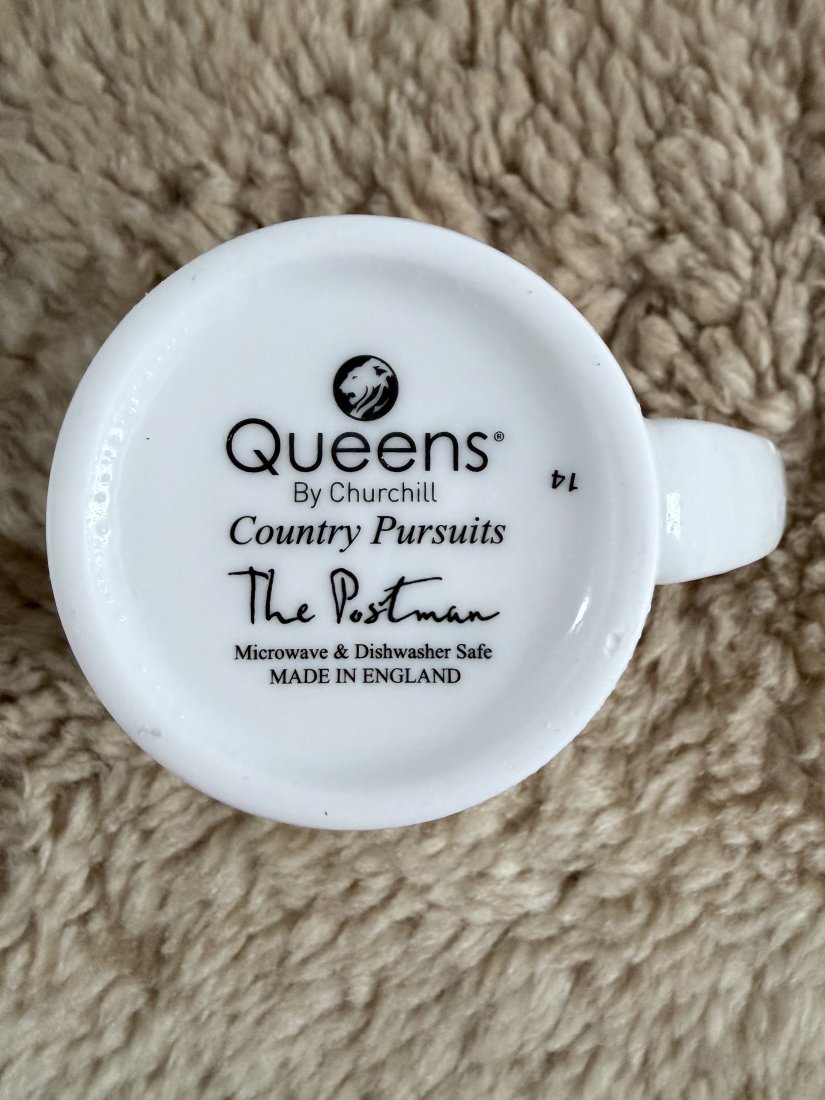 Queens®
By Churchill
Country Pursuits
The Postman
Microwave & Dishwasher Safe
MADE IN ENGLAND
14